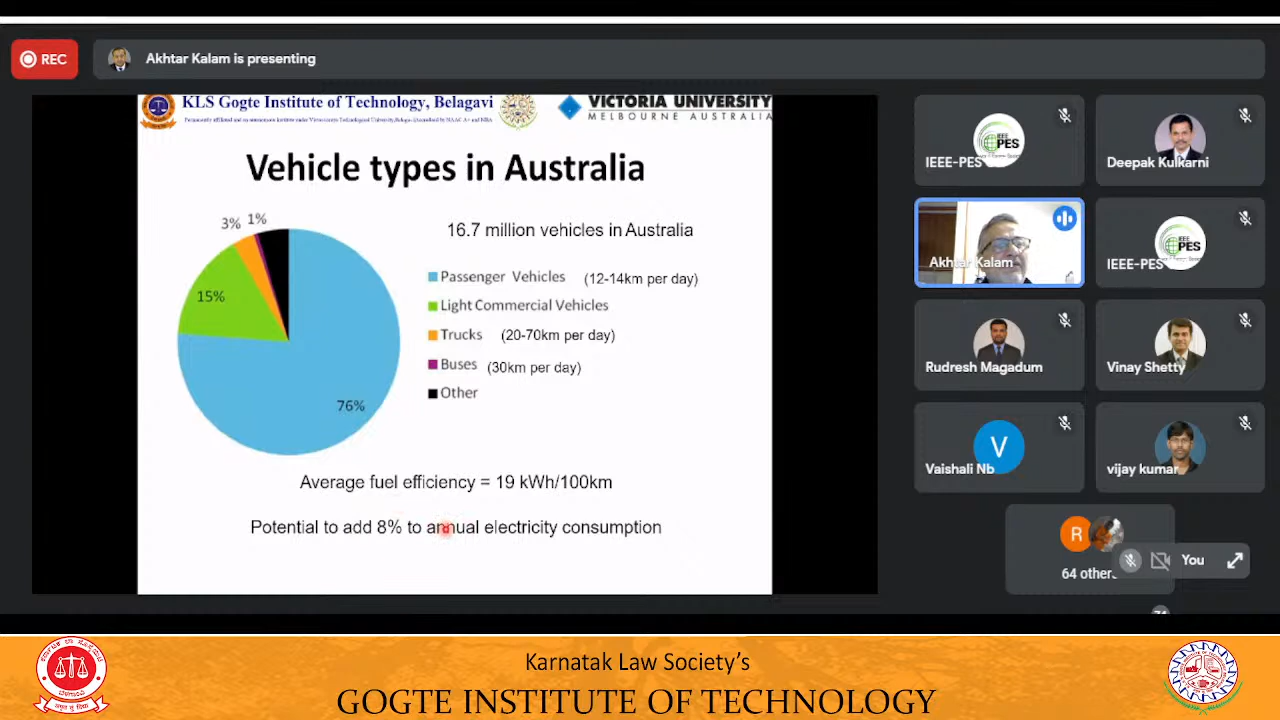 REC
Akhtar Kalam is presenting
KLS Gogte Institute of Technology, Belagavi
VICTORIA UNIVERSITY
MELBOURNE AUSTRALIA
Vehicle types in Australia
3%
1%
15%
76%
16.7 million vehicles in Australia
Passenger Vehicles (12-14km per day)
Light Commercial Vehicles
Trucks (20-70km per day)
Buses (30km per day)
Other
Average fuel efficiency = 19 kWh/100km
Potential to add 8% to annual electricity consumption
IEEE-PES
Deepak Kulkarni
Akhtar Kalam
IEEE PES
IEEE-PES
Rudresh Magadum
Vinay Shetty
V
Vaishali Nb
vijay kumar
R
64 others
You
Karnatak Law Society's
GOGTE INSTITUTE OF TECHNOLOGY